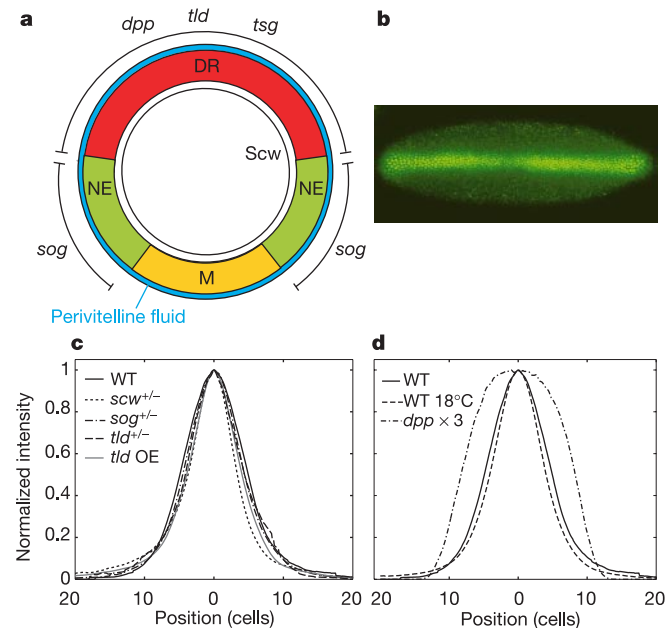 a
dpp
tld
tsg
DR
Scw
NE
NE
sog
sog
M
Perivitelline fluid
b
c
Normalized intensity
1
0.8
0.6
0.4
0.2
0
WT
scw+/–
sog+/–
tld+/–
tld OE
20 10 0 10 20
Position (cells)
d
WT
WT 18°C
dpp × 3
20 10 0 10 20
Position (cells)